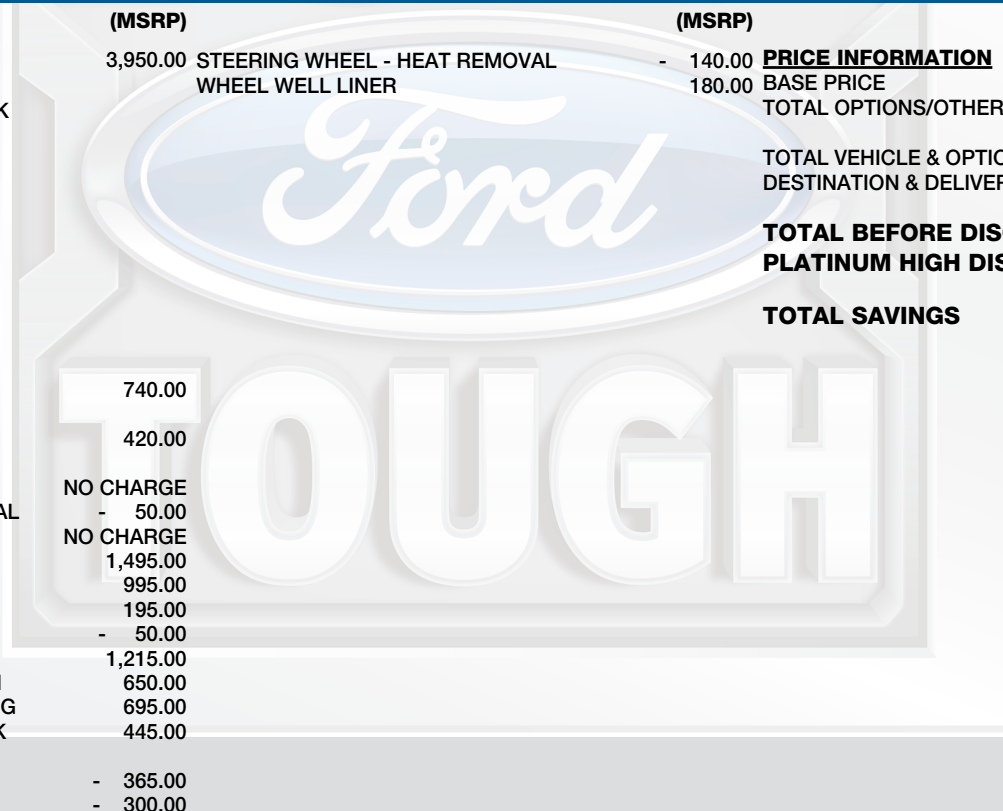 (MSRP)
3,950.00
K
740.00
420.00
NO CHARGE
AL - 50.00
NO CHARGE
1,495.00
995.00
195.00
- 50.00
1,215.00
650.00
G 695.00
K 445.00
- 365.00
- 300.00
(MSRP)
STEERING WHEEL - HEAT REMOVAL - 140.00
WHEEL WELL LINER 180.00
PRICE INFORMATION
BASE PRICE
TOTAL OPTIONS/OTHER
TOTAL VEHICLE & OPTIO
DESTINATION & DELIVER
TOTAL BEFORE DIS
PLATINUM HIGH DIS
TOTAL SAVINGS
Ford
TOUGH